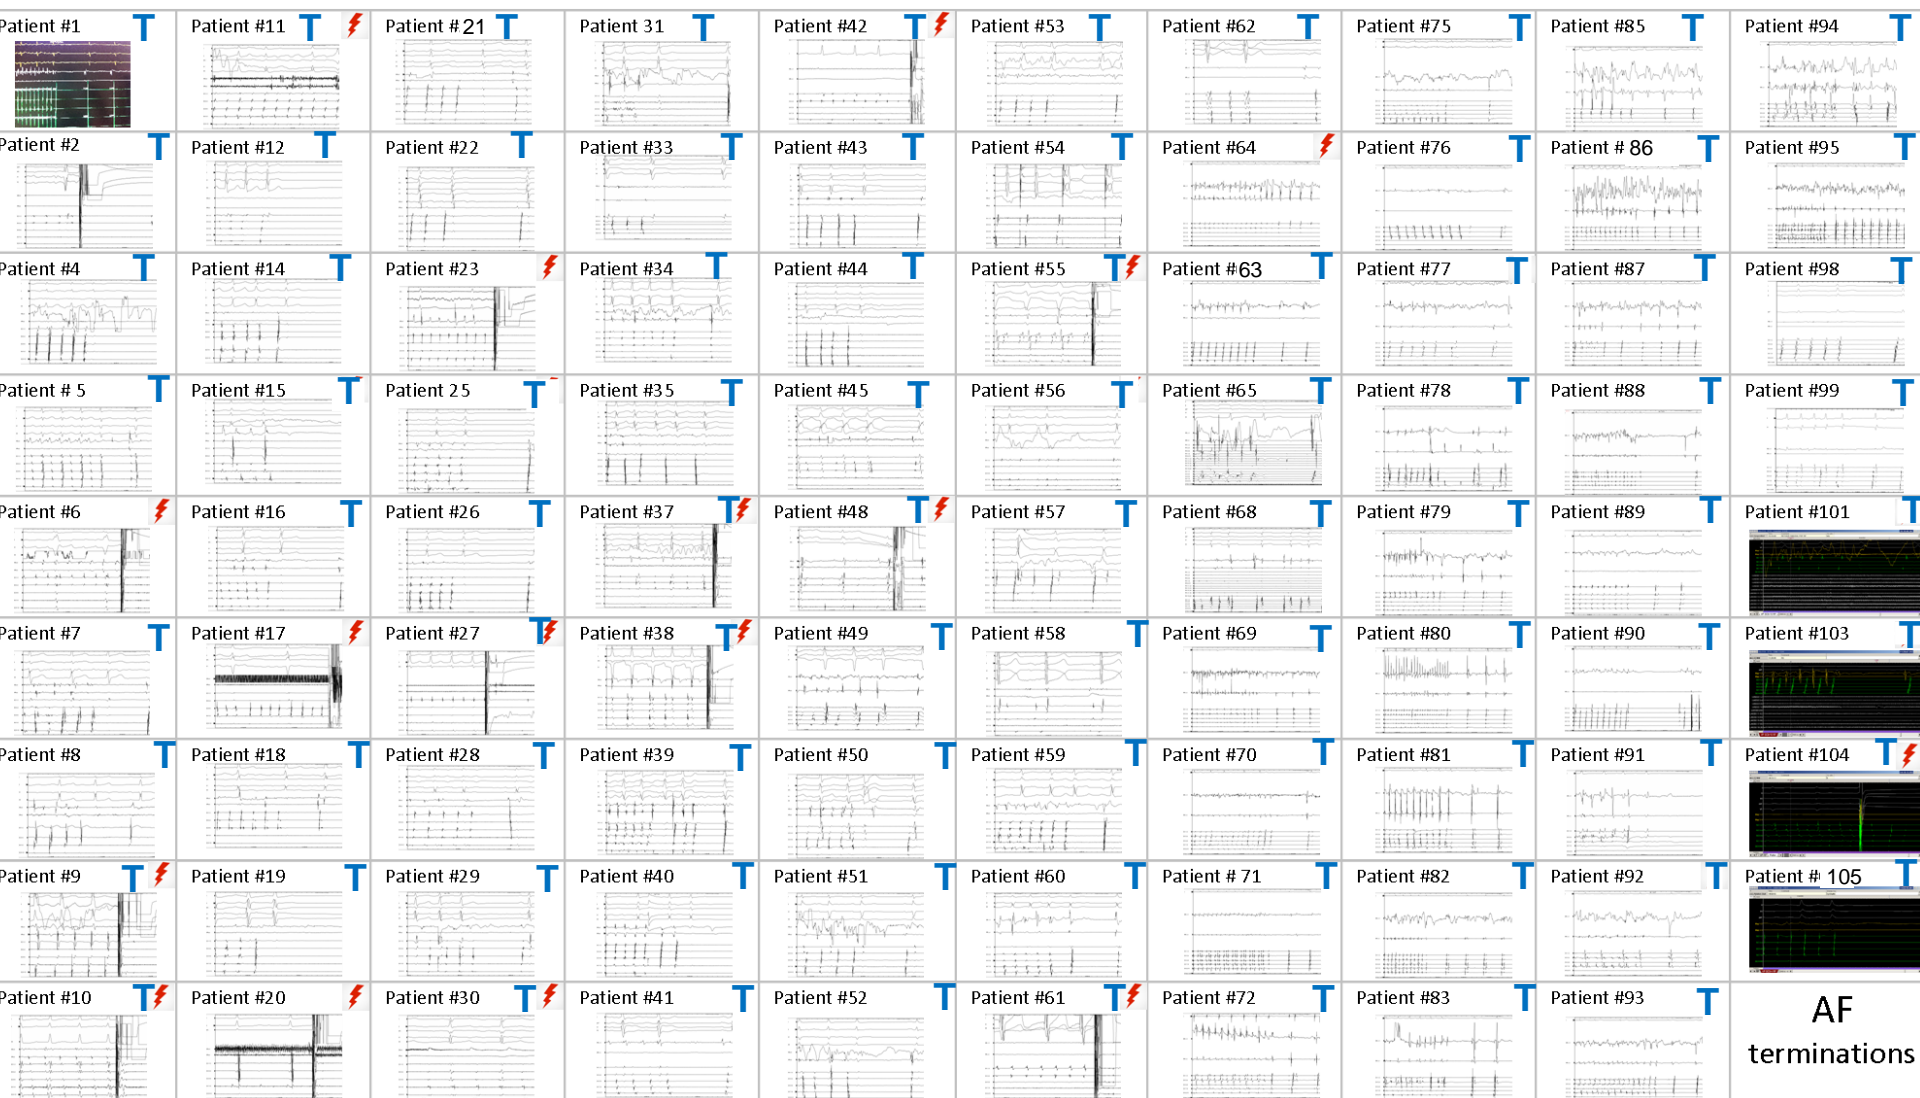 Patient #1 T
Patient #11 T
Patient # 21 T
Patient 31 T
Patient #42 T
Patient #53 T
Patient #62 T
Patient #75 T
Patient #85 T
Patient #94 T
Patient #2 T
Patient #12 T
Patient #22 T
Patient #33 T
Patient #43 T
Patient #54 T
Patient #64
Patient #76 T
Patient # 86 T
Patient #95 T
Patient #4 T
Patient #14 T
Patient #23
Patient #34 T
Patient #44 T
Patient #55 T
Patient #63 T
Patient #77 T
Patient #87 T
Patient #98 T
Patient # 5 T
Patient #15 T
Patient 25 T
Patient #35 T
Patient #45 T
Patient #56 T
Patient #65 T
Patient #78 T
Patient #88 T
Patient #99 T
Patient #6
Patient #16 T
Patient #26 T
Patient #37 T
Patient #48 T
Patient #57 T
Patient #68 T
Patient #79 T
Patient #89 T
Patient #101 T
Patient #7 T
Patient #17
Patient #27 T
Patient #38 T
Patient #49 T
Patient #58 T
Patient #69 T
Patient #80 T
Patient #90 T
Patient #103 T
Patient #8 T
Patient #18 T
Patient #28 T
Patient #39 T
Patient #50 T
Patient #59 T
Patient #70 T
Patient #81 T
Patient #91 T
Patient #104 T
Patient #9 T
Patient #19 T
Patient #29 T
Patient #40 T
Patient #51 T
Patient #60 T
Patient # 71 T
Patient #82 T
Patient #92 T
Patient # 105 T
Patient #10 T
Patient #20
Patient #30 T
Patient #41 T
Patient #52 T
Patient #61 T
Patient #72 T
Patient #83 T
Patient #93 T
AF
terminations